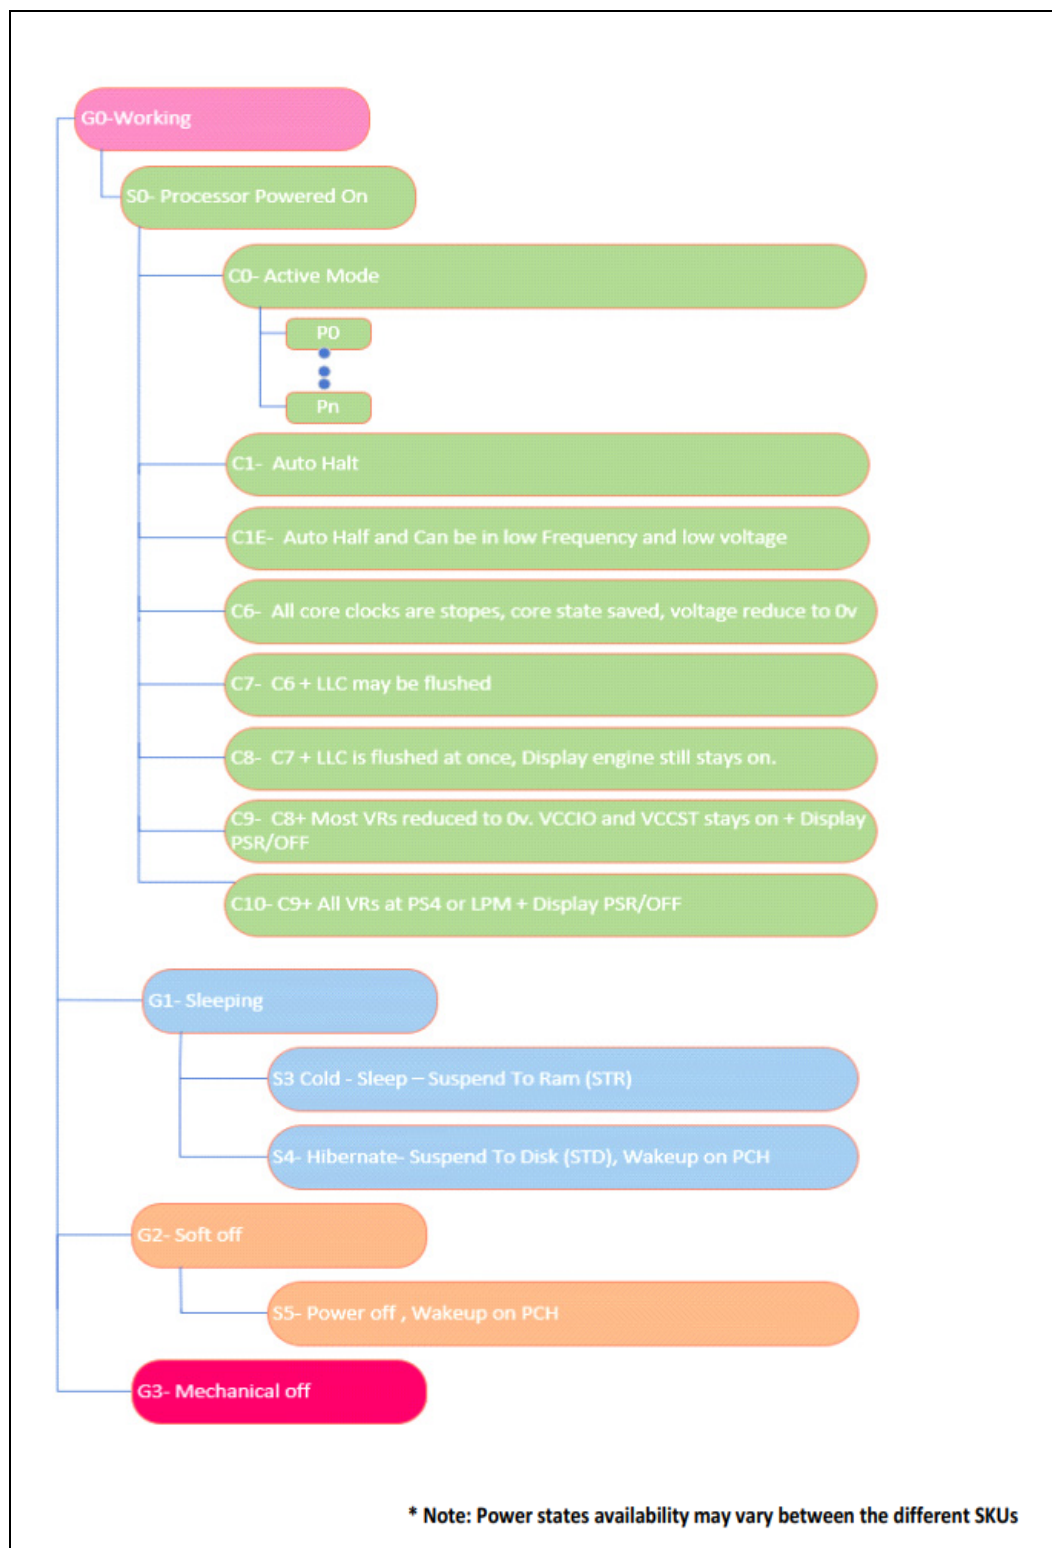 G0-Working
S0- Processor Powered On
C0- Active Mode
P0
Pn
C1-  Auto Halt
C1E-  Auto Half and Can be in low Frequency and low voltage
C6-  All core clocks are stopes, core state saved, voltage reduce to 0v
C7-  C6 + LLC may be flushed
C8-  C7 + LLC is flushed at once, Display engine still stays on.
C9-  C8+ Most VRs reduced to 0v. VCCIO and VCCST stays on + Display
PSR/OFF
C10- C9+ All VRs at PS4 or LPM + Display PSR/OFF
G1- Sleeping
S3 Cold - Sleep – Suspend To Ram (STR)
S4- Hibernate- Suspend To Disk (STD), Wakeup on PCH
G2- Soft off
S5- Power off , Wakeup on PCH
G3- Mechanical off
* Note: Power states availability may vary between the different SKUs